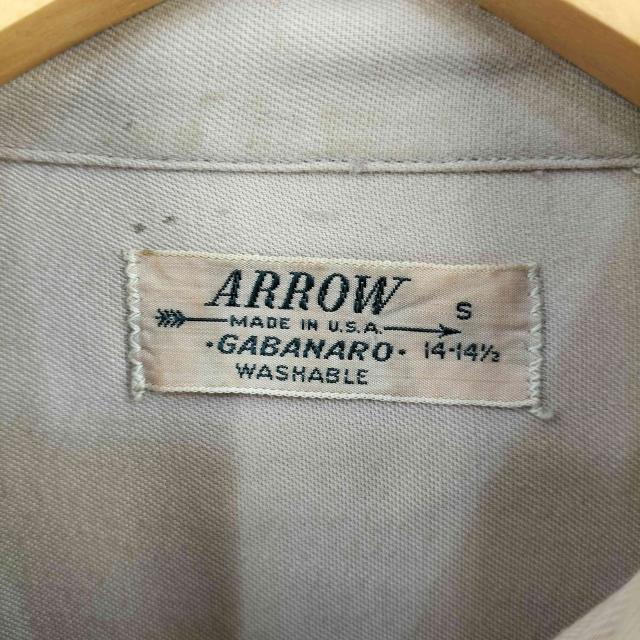 ARROW
S
MADE IN U.S.A.
·GABANARO· 14-14½
WASHABLE